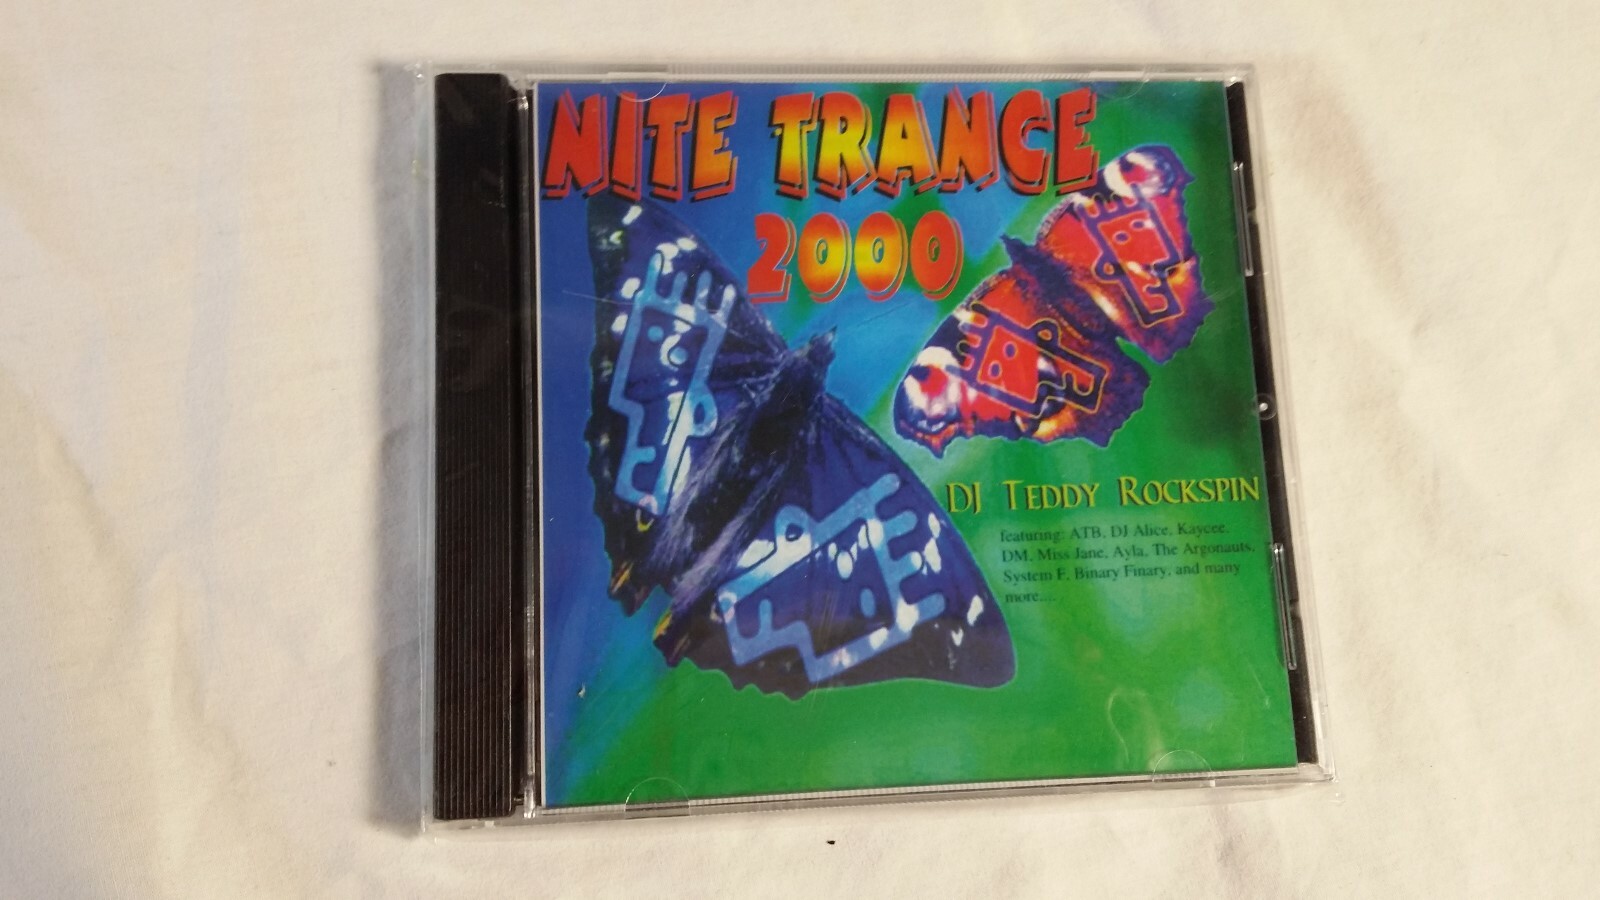 NITE TRANCE
2000
DJ TEDDY ROCKSPIN
featuring: ATB, DJ Alice, Kaycee,
DM, Miss Jane, Ayla, The Argonauts,
System F, Binary Finary, and many
more....